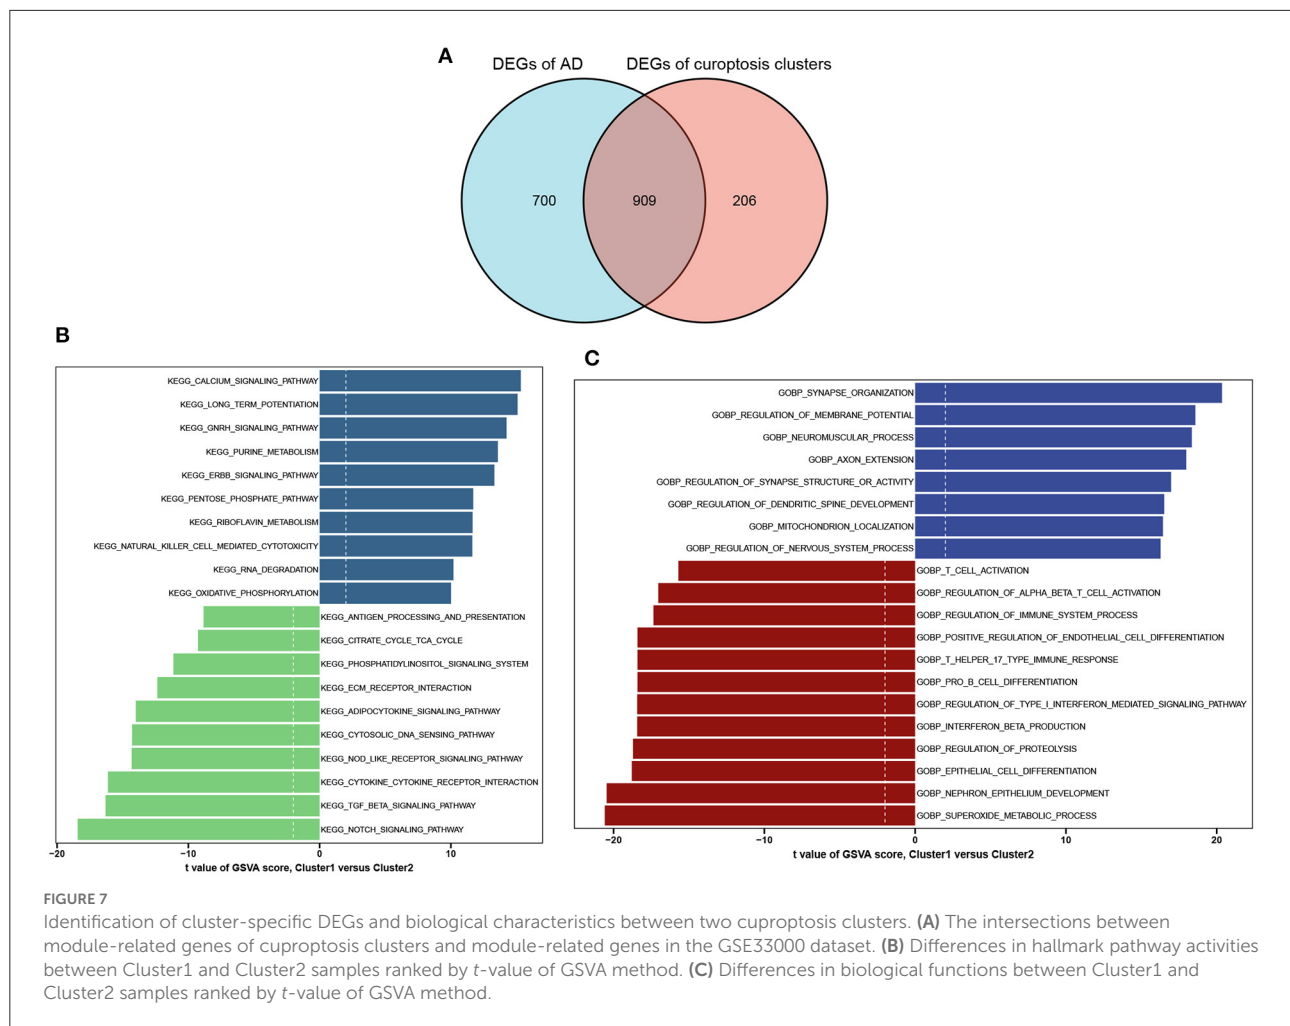 A
DEGs of AD
DEGs of curoptosis clusters
700
909
206
B
KEGG_CALCIUM_SIGNALING_PATHWAY
KEGG_LONG_TERM_POTENTIATION
KEGG_GNRH_SIGNALING_PATHWAY
KEGG_PURINE_METABOLISM
KEGG_ERBB_SIGNALING_PATHWAY
KEGG_PENTOSE_PHOSPHATE_PATHWAY
KEGG_RIBOFLAVIN_METABOLISM
KEGG_NATURAL_KILLER_CELL_MEDIATED_CYTOTOXICITY
KEGG_RNA_DEGRADATION
KEGG_OXIDATIVE_PHOSPHORYLATION
KEGG_ANTIGEN_PROCESSING_AND_PRESENTATION
KEGG_CITRATE_CYCLE_TCA_CYCLE
KEGG_PHOSPHATIDYLINOSITOL_SIGNALING_SYSTEM
KEGG_ECM_RECEPTOR_INTERACTION
KEGG_ADIPOCYTOKINE_SIGNALING_PATHWAY
KEGG_CYTOSOLIC_DNA_SENSING_PATHWAY
KEGG_NOD_LIKE_RECEPTOR_SIGNALING_PATHWAY
KEGG_CYTOKINE_CYTOKINE_RECEPTOR_INTERACTION
KEGG_TGF_BETA_SIGNALING_PATHWAY
KEGG_NOTCH_SIGNALING_PATHWAY
−20
−10
0
10
t value of GSVA score, Cluster1 versus Cluster2
C
GOBP_SYNAPSE_ORGANIZATION
GOBP_REGULATION_OF_MEMBRANE_POTENTIAL
GOBP_NEUROMUSCULAR_PROCESS
GOBP_AXON_EXTENSION
GOBP_REGULATION_OF_SYNAPSE_STRUCTURE_OR_ACTIVITY
GOBP_REGULATION_OF_DENDRITIC_SPINE_DEVELOPMENT
GOBP_MITOCHONDRION_LOCALIZATION
GOBP_REGULATION_OF_NERVOUS_SYSTEM_PROCESS
GOBP_T_CELL_ACTIVATION
GOBP_REGULATION_OF_ALPHA_BETA_T_CELL_ACTIVATION
GOBP_REGULATION_OF_IMMUNE_SYSTEM_PROCESS
GOBP_POSITIVE_REGULATION_OF_ENDOTHELIAL_CELL_DIFFERENTIATION
GOBP_T_HELPER_17_TYPE_IMMUNE_RESPONSE
GOBP_PRO_B_CELL_DIFFERENTIATION
GOBP_REGULATION_OF_TYPE_I_INTERFERON_MEDIATED_SIGNALING_PATHWAY
GOBP_INTERFERON_BETA_PRODUCTION
GOBP_REGULATION_OF_PROTEOLYSIS
GOBP_EPITHELIAL_CELL_DIFFERENTIATION
GOBP_NEPHRON_EPITHELIUM_DEVELOPMENT
GOBP_SUPEROXIDE_METABOLIC_PROCESS
−20
−10
0
10
20
t value of GSVA score, Cluster1 versus Cluster2
FIGURE 7
Identification of cluster-specific DEGs and biological characteristics between two cuproptosis clusters. (A) The intersections between
module-related genes of cuproptosis clusters and module-related genes in the GSE33000 dataset. (B) Differences in hallmark pathway activities
between Cluster1 and Cluster2 samples ranked by t-value of GSVA method. (C) Differences in biological functions between Cluster1 and
Cluster2 samples ranked by t-value of GSVA method.